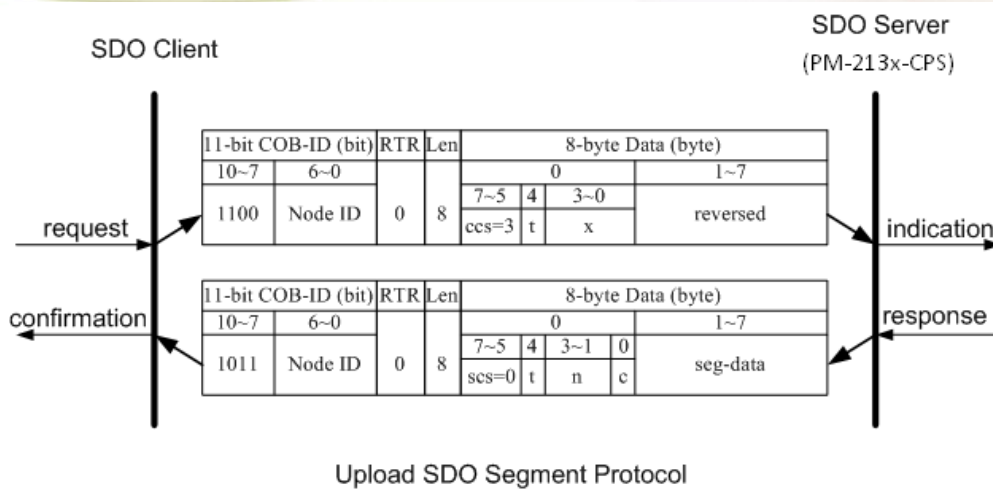 SDO Client
SDO Server
(PM-213x-CPS)
11-bit COB-ID (bit) RTR Len 8-byte Data (byte)
10~7 6~0 0 1~7
7~5 4 3~0
1100 Node ID 0 8 reversed
ccs=3 t x
request
indication
11-bit COB-ID (bit) RTR Len 8-byte Data (byte)
10~7 6~0 0 1~7
7~5 4 3~1 0
1011 Node ID 0 8 seg-data
scs=0 t n c
confirmation
response
Upload SDO Segment Protocol